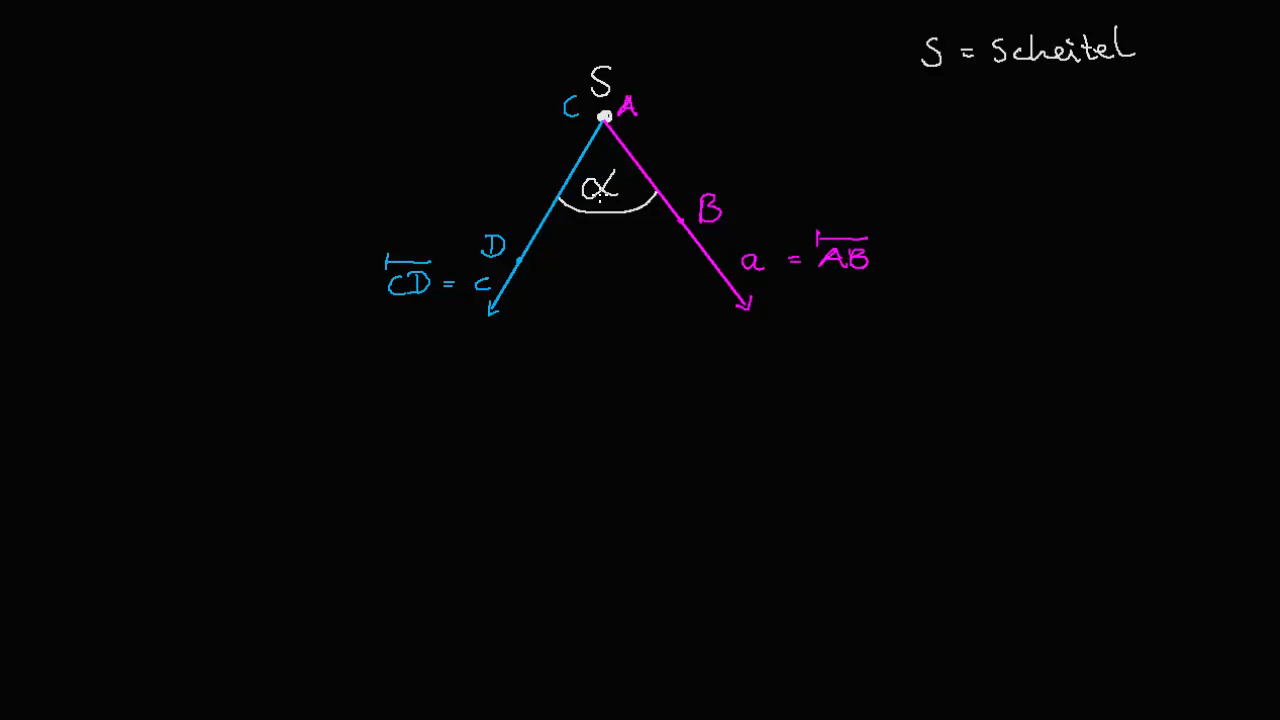 S = Scheitel
S
C A
α
B
D
a = AB
CD = c